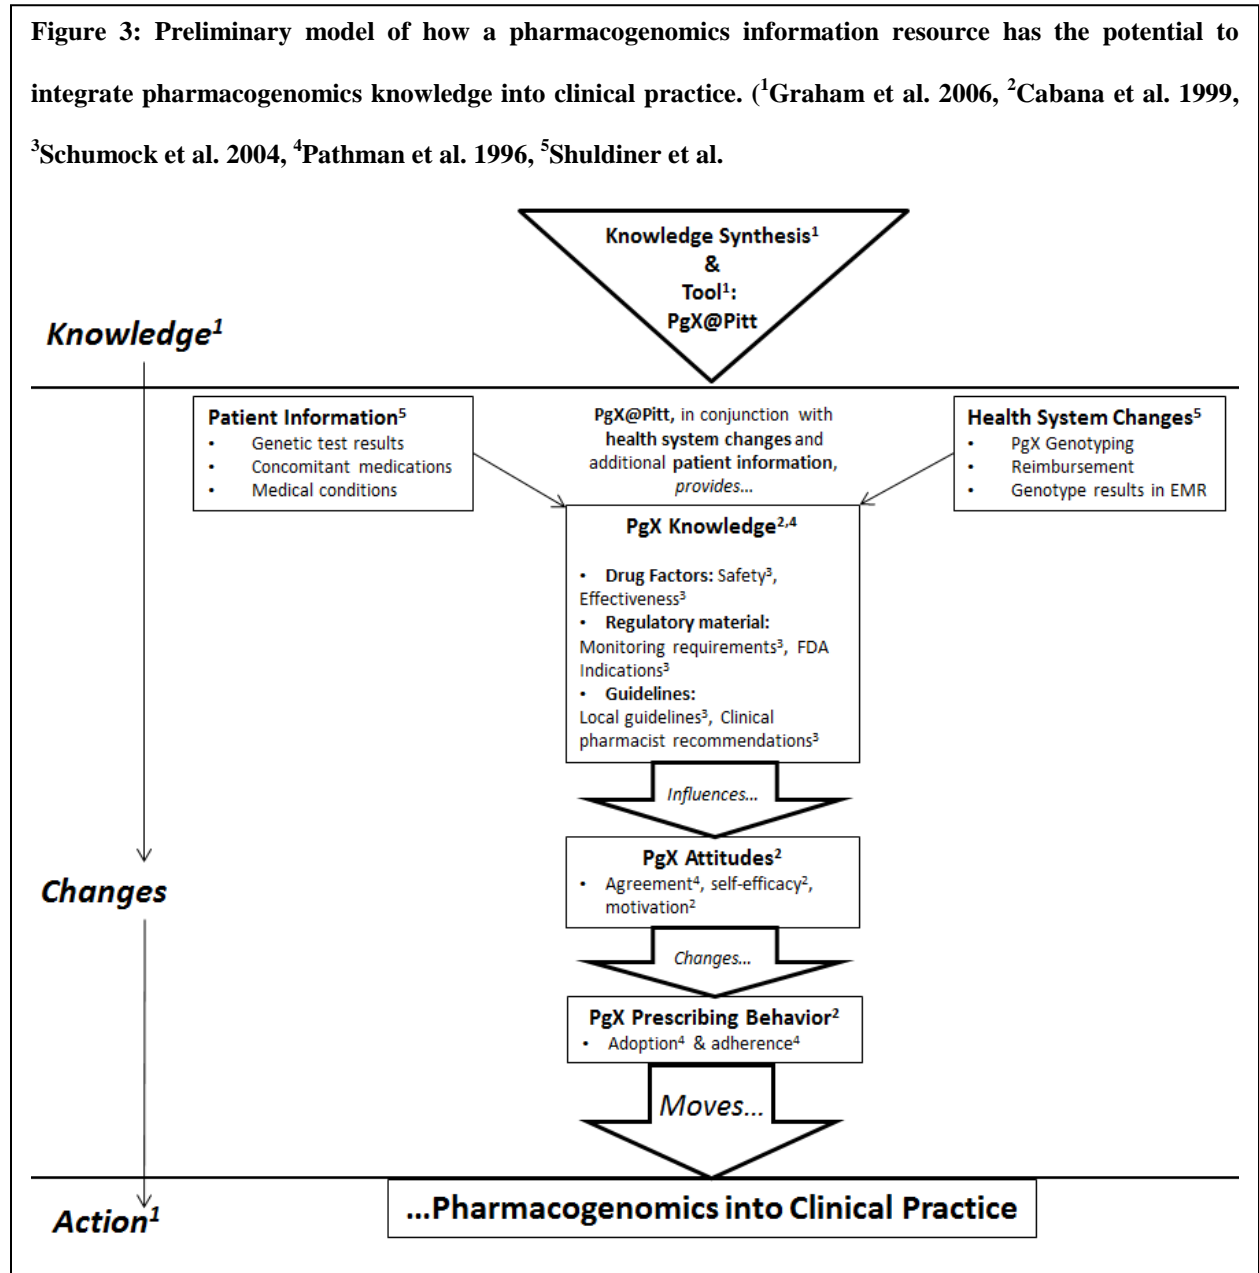 Figure 3: Preliminary model of how a pharmacogenomics information resource has the potential to
integrate pharmacogenomics knowledge into clinical practice. (¹Graham et al. 2006, ²Cabana et al. 1999,
³Schumock et al. 2004, ⁴Pathman et al. 1996, ⁵Shuldiner et al.
Knowledge Synthesis¹
&
Tool¹:
PgX@Pitt
Knowledge¹
Patient Information⁵
• Genetic test results
• Concomitant medications
• Medical conditions
PgX@Pitt, in conjunction with
health system changes and
additional patient information,
provides...
Health System Changes⁵
• PgX Genotyping
• Reimbursement
• Genotype results in EMR
PgX Knowledge²,⁴
• Drug Factors: Safety³,
Effectiveness³
• Regulatory material:
Monitoring requirements³, FDA
Indications³
• Guidelines:
Local guidelines³, Clinical
pharmacist recommendations³
Influences...
PgX Attitudes²
• Agreement⁴, self-efficacy²,
motivation²
Changes
Changes...
PgX Prescribing Behavior²
• Adoption⁴ & adherence⁴
Moves...
Action¹
...Pharmacogenomics into Clinical Practice